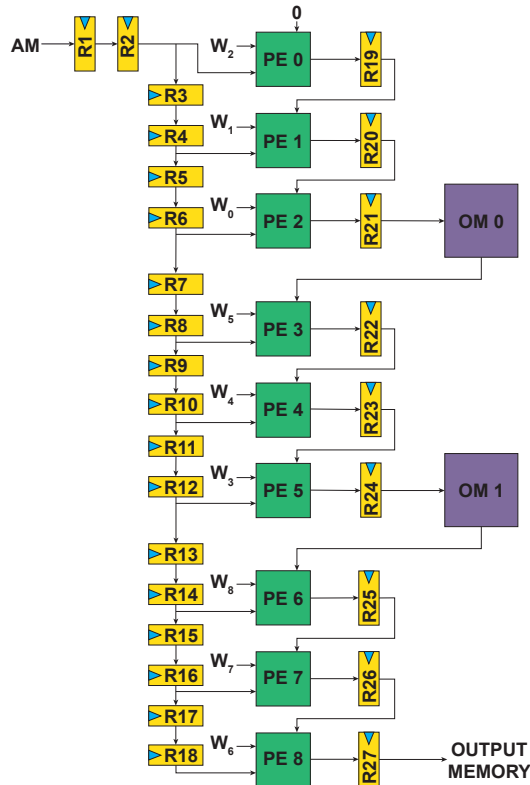 0
AM
R1
R2
W2
PE 0
R19
R3
W1
PE 1
R20
R4
R5
W0
PE 2
R21
OM 0
R6
R7
W5
PE 3
R22
R8
R9
W4
PE 4
R23
R10
R11
W3
PE 5
R24
OM 1
R12
R13
W8
PE 6
R25
R14
R15
W7
PE 7
R26
R16
R17
W6
PE 8
R27
OUTPUT
MEMORY
R18